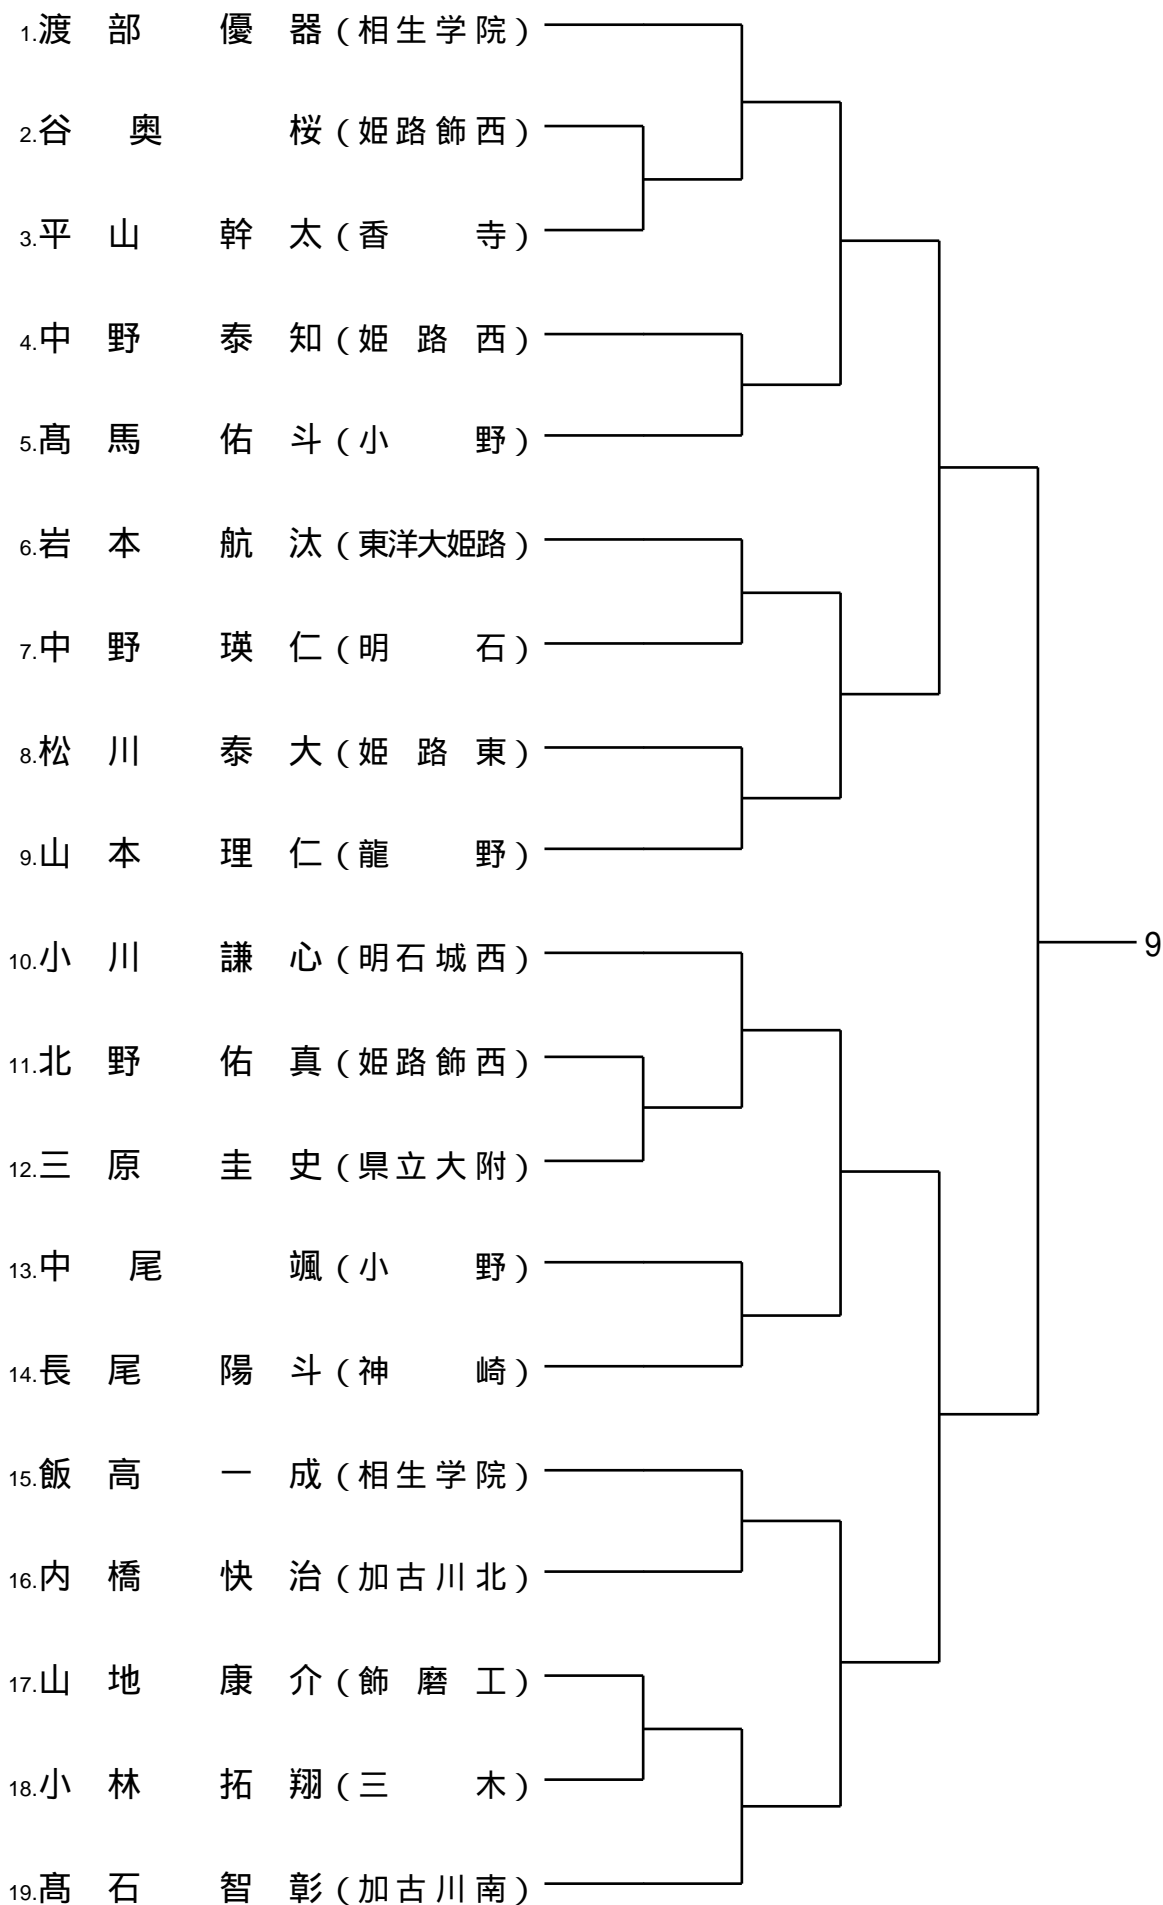 1.渡部 優器(相生学院)
2.谷奥 桜(姫路飾西)
3.平山 幹太(香寺)
4.中野 泰知(姫路西)
5.髙馬 佑斗(小野)
6.岩本 航汰(東洋大姫路)
7.中野 瑛仁(明石)
8.松川 泰大(姫路東)
9.山本 理仁(龍野)
9
10.小川 謙心(明石城西)
11.北野 佑真(姫路飾西)
12.三原 圭史(県立大附)
13.中尾 颯(小野)
14.長尾 陽斗(神崎)
15.飯高 一成(相生学院)
16.内橋 快治(加古川北)
17.山地 康介(飾磨工)
18.小林 拓翔(三木)
19.髙石 智彰(加古川南)